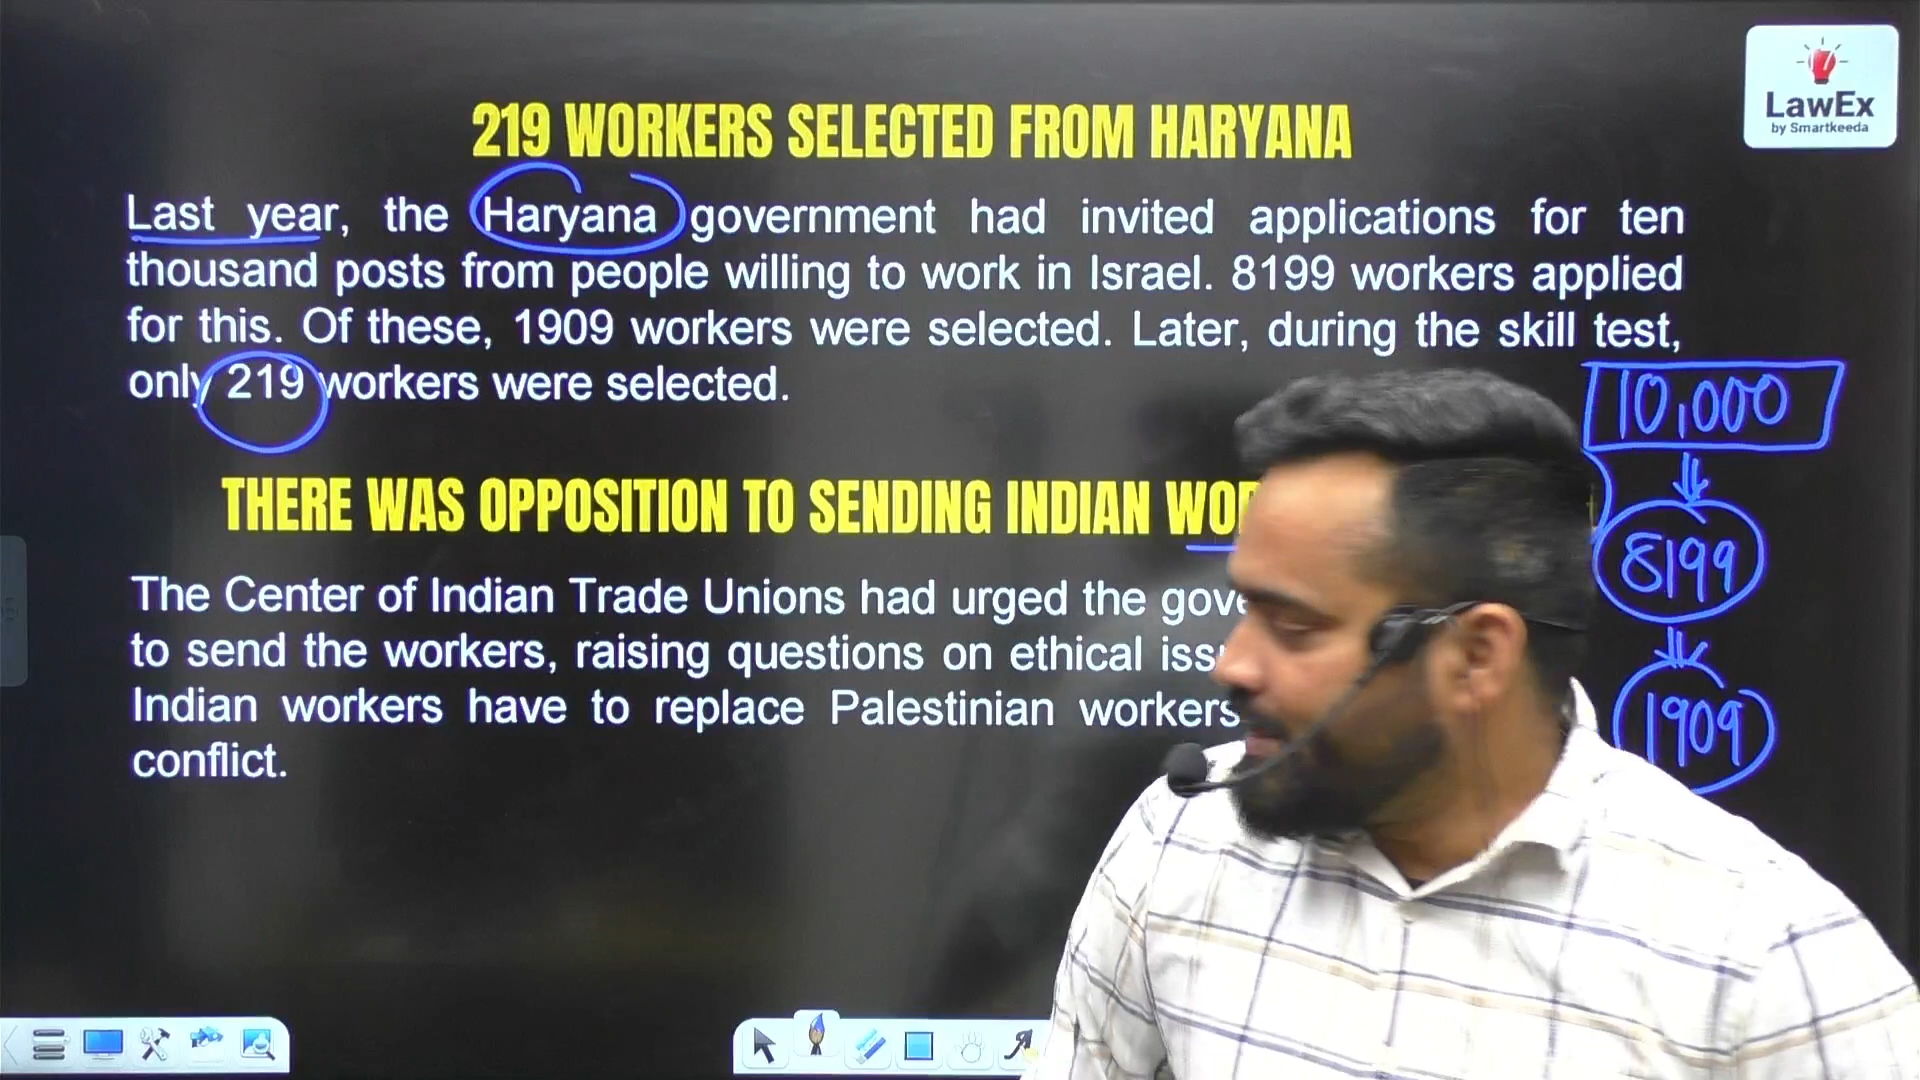 LawEx
by Smartkeeda
219 WORKERS SELECTED FROM HARYANA
Last year, the Haryana government had invited applications for ten
thousand posts from people willing to work in Israel. 8199 workers applied
for this. Of these, 1909 workers were selected. Later, during the skill test,
only 219 workers were selected.
10,000
8199
1909
THERE WAS OPPOSITION TO SENDING INDIAN
The Center of Indian Trade Unions had urged the
to send the workers, raising questions on ethical
Indian workers have to replace Palestinian workers
conflict.